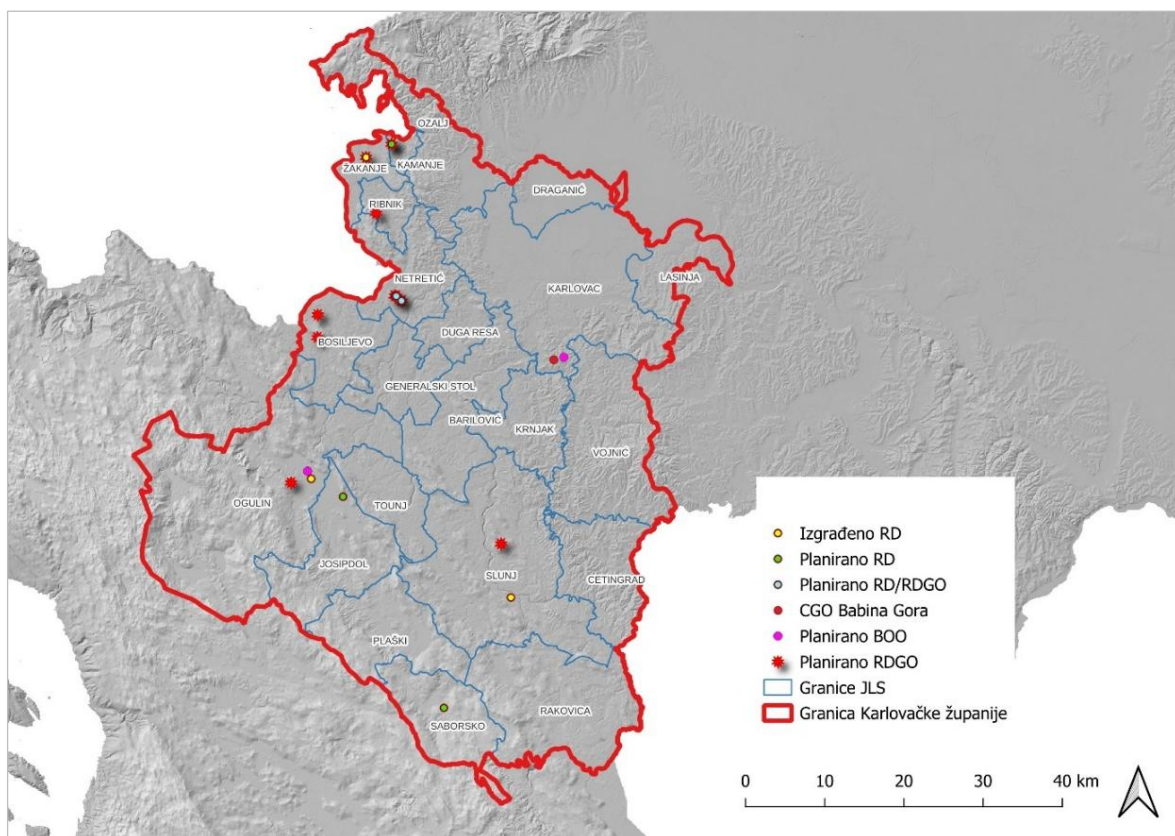 OZALJ
KAMANJE
ŽAKANJE
DRAGANIĆ
RIBNIK
LASINJA
NETRETIĆ
KARLOVAC
DUGA RESA
BOSILJEVO
GENERALSKI STOL
BARILOVIĆ
KRNJAK
VOJNIĆ
OGULIN
TOUNJ
JOSIPDOL
SLUNJ
CETINGRAD
PLAŠKI
SABORSKO
RAKOVICA
Izgrađeno RD
Planirano RD
Planirano RD/RDGO
CGO Babina Gora
Planirano BOO
Planirano RDGO
Granice JLS
Granica Karlovačke županije
0 10 20 30 40 km